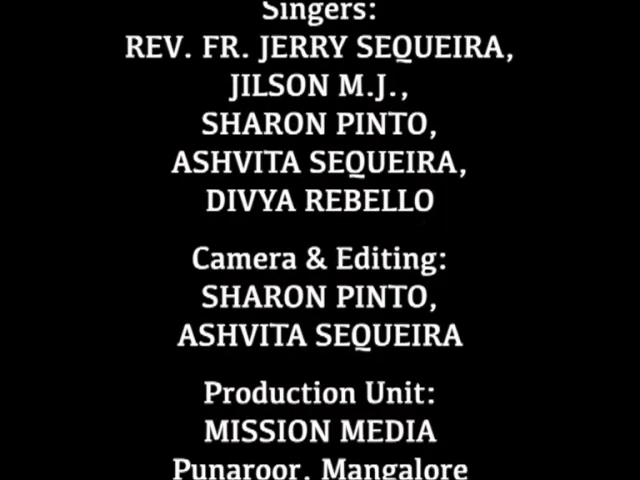 Singers:
REV. FR. JERRY SEQUEIRA,
JILSON M.J.,
SHARON PINTO,
ASHVITA SEQUEIRA,
DIVYA REBELLO
Camera & Editing:
SHARON PINTO,
ASHVITA SEQUEIRA
Production Unit:
MISSION MEDIA
Punaroor, Mangalore